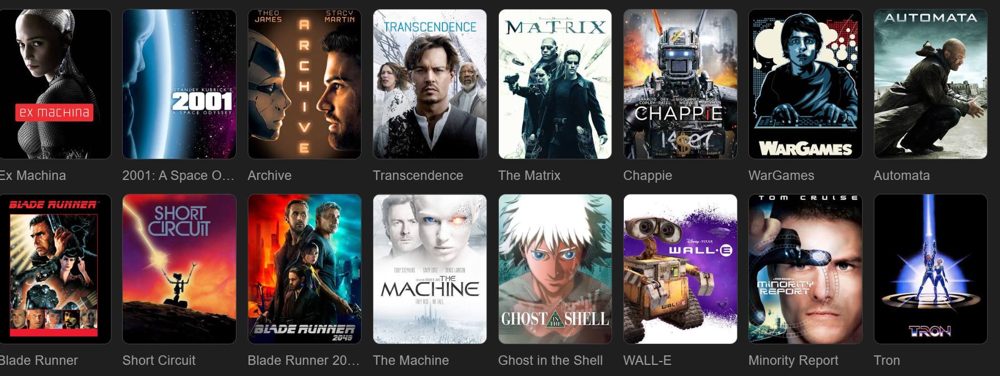 THEO
JAMES
STACY
MARTIN
ARCHIVE
TRANSCENDENCE
THE
MATRIX
AUTOMATA
ex machina
STANLEY KUBRICK'S
2001
A SPACE ODYSSEY
SHARLTO COPLEY
DEV PATEL
SIGOURNEY WEAVER
HUGH JACKMAN
CHAPPiE
WARGAMES
Ex Machina
2001: A Space O…
Archive
Transcendence
The Matrix
Chappie
WarGames
Automata
BLADE RUNNER
SHORT
CIRCUIT
BLADE RUNNER
2049
TOBY STEPHENS
CAITY LOTZ
DENIS LAWSON
THE
MACHINE
THEY RISE. WE FALL.
GHOST IN THE SHELL
Disney·PIXAR
WALL·E
WALL·E
TOM CRUISE
MINORITY
REPORT
TRON
Blade Runner
Short Circuit
Blade Runner 20…
The Machine
Ghost in the Shell
WALL-E
Minority Report
Tron